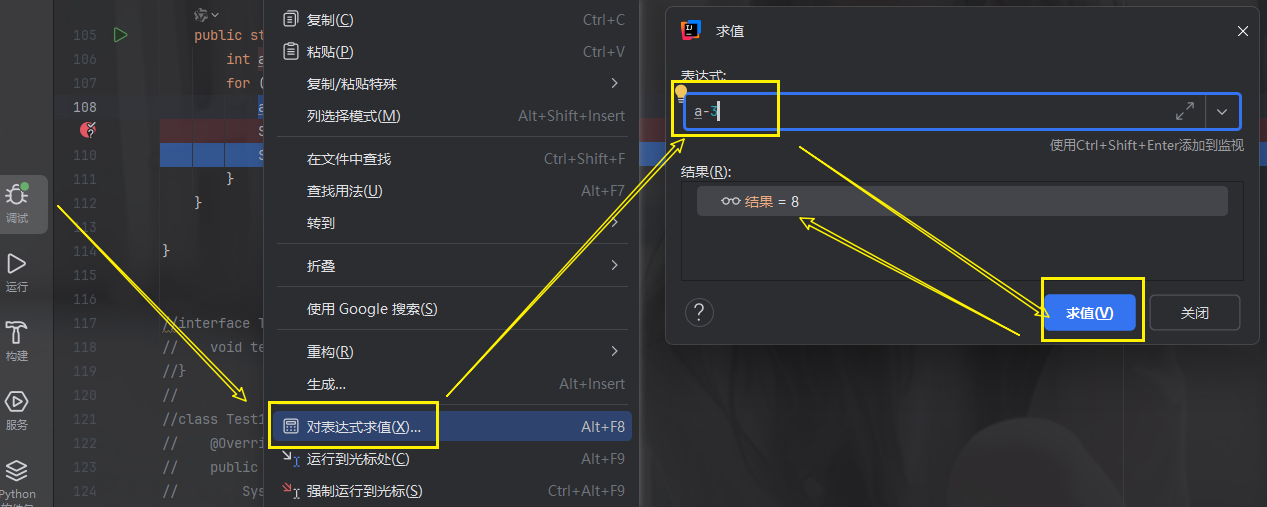 105 public st
106 int a
107 for (
108 a
S
110 S
111 }
112 }
113
114 }
115
116
117 //interface T
118 // void te
119 //}
120 //
121 //class Test1
122 // @Overri
123 // public
124 // Sys
调试
运行
构建
服务
Python
复制(C) Ctrl+C
粘贴(P) Ctrl+V
复制/粘贴特殊
列选择模式(M) Alt+Shift+Insert
在文件中查找 Ctrl+Shift+F
查找用法(U) Alt+F7
转到
折叠
使用 Google 搜索(S)
重构(R)
生成... Alt+Insert
对表达式求值(X)... Alt+F8
运行到光标处(C) Alt+F9
强制运行到光标(S) Ctrl+Alt+F9
IJ 求值
表达式:
a-3
使用Ctrl+Shift+Enter添加到监视
结果(R):
结果 = 8
?
求值(V)
关闭